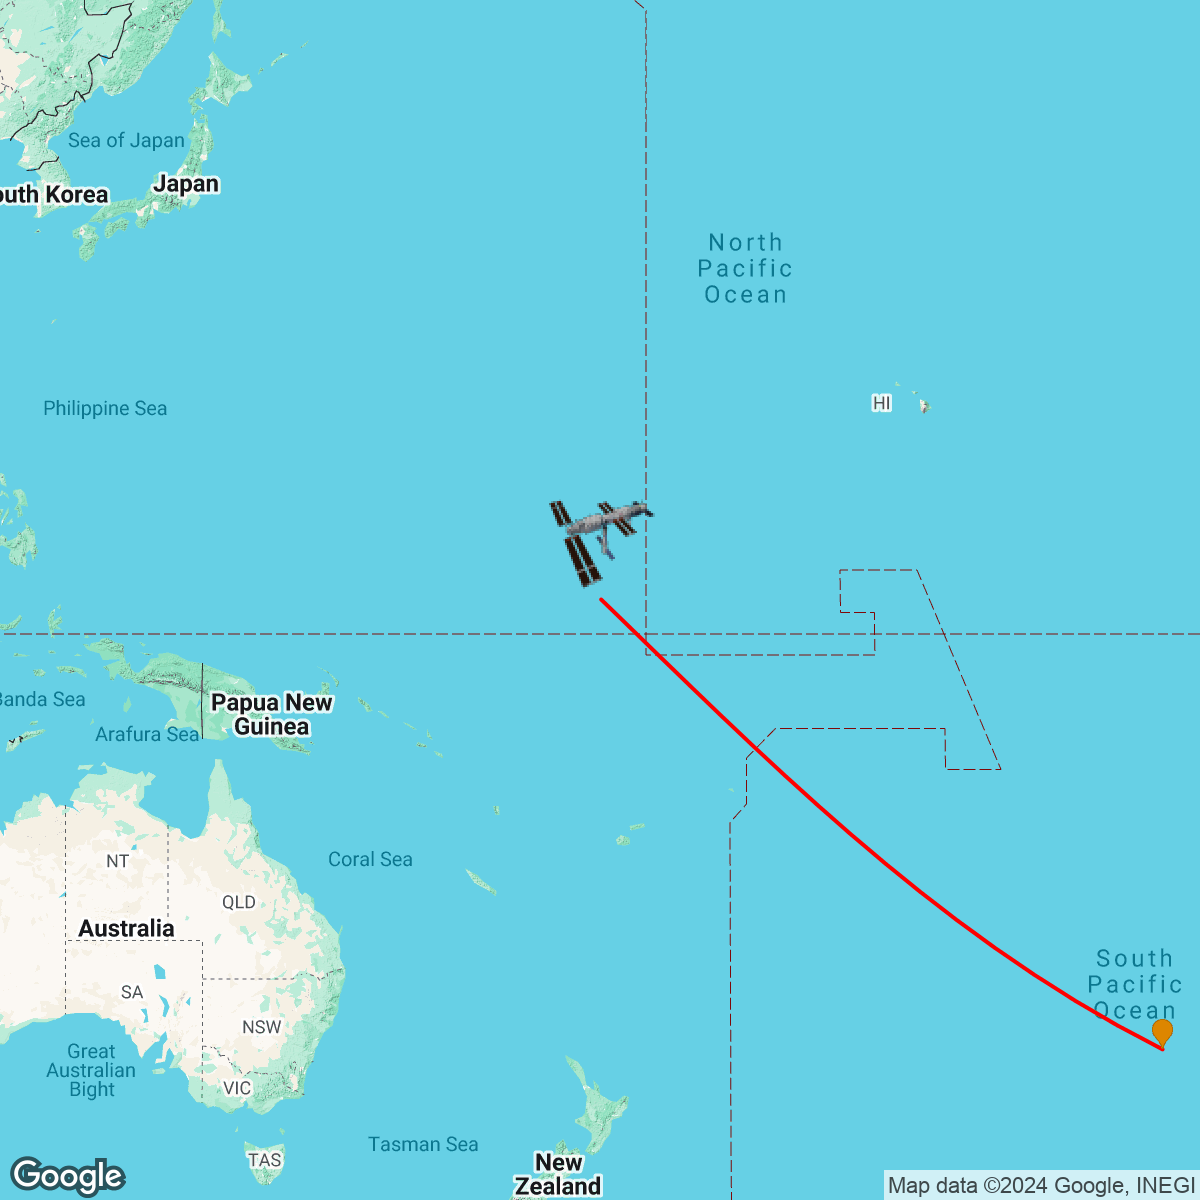 Sea of Japan
Japan
outh Korea
North
Pacific
Ocean
HI
Philippine Sea
Banda Sea
Papua New
Guinea
Arafura Sea
NT
Coral Sea
QLD
Australia
South
Pacific
Ocean
SA
NSW
Great
Australian
Bight
VIC
Tasman Sea
TAS
New
Zealand
Google
Map data ©2024 Google, INEGI